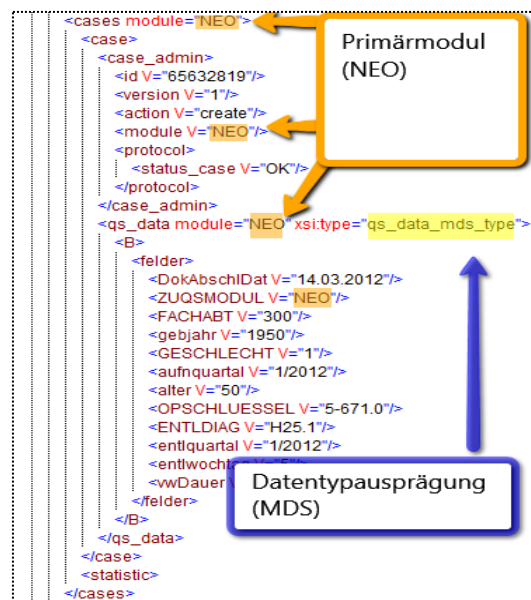 <cases module="NEO">
<case>
<case_admin>
<id V="65632819"/>
<version V="1"/>
<action V="create"/>
<module V="NEO"/>
<protocol>
<status_case V="OK"/>
</protocol>
</case_admin>
<qs_data module="NEO" xsi:type="qs_data_mds_type">
<B>
<felder>
<DokAbschlDat V="14.03.2012"/>
<ZUQSMODUL V="NEO"/>
<FACHABT V="300"/>
<gebjahr V="1950"/>
<GESCHLECHT V="1"/>
<aufnquartal V="1/2012"/>
<alter V="50"/>
<OPSCHLUESSEL V="5-671.0"/>
<ENTLDIAG V="H25.1"/>
<entlquartal V="1/2012"/>
<entlwochtag
<vwDauer
</felder>
</B>
</qs_data>
</case>
<statistic>
</cases>
Primärmodul
(NEO)
Datentypausprägung
(MDS)